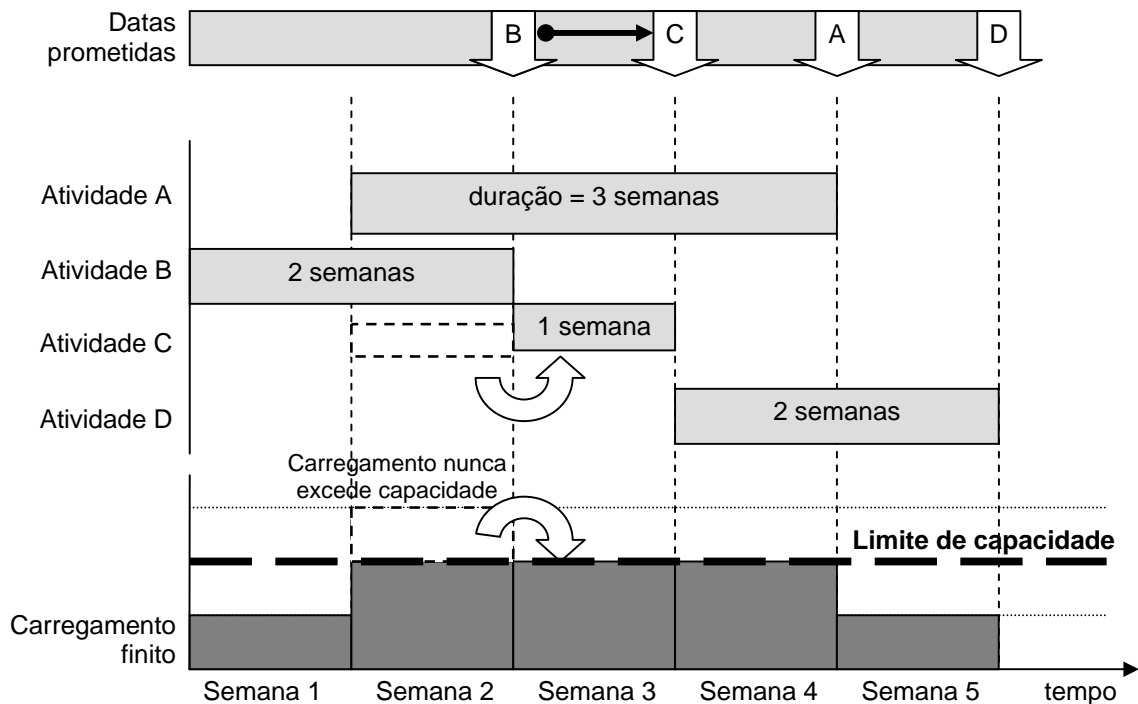 Datas
prometidas
B
C
A
D
Atividade A
duração = 3 semanas
Atividade B
2 semanas
Atividade C
1 semana
Atividade D
2 semanas
Carregamento nunca
excede capacidade
Limite de capacidade
Carregamento
finito
Semana 1
Semana 2
Semana 3
Semana 4
Semana 5
tempo